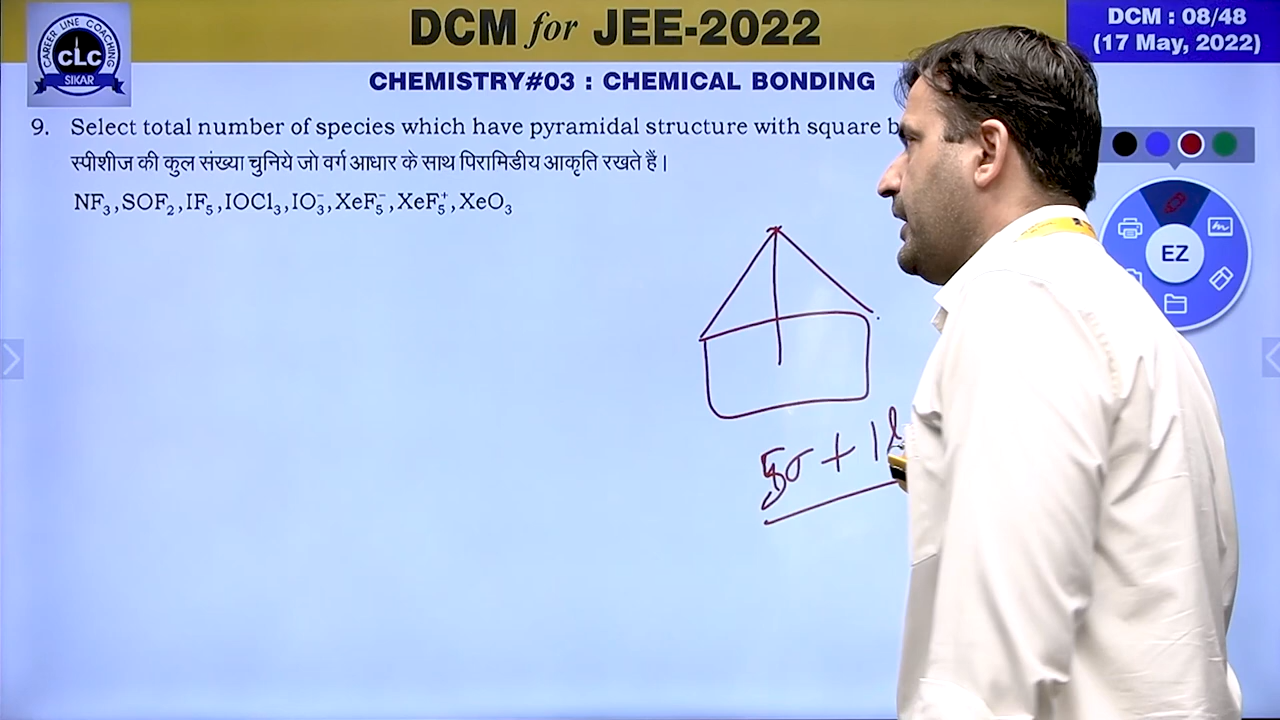 DCM for JEE-2022
DCM : 08/48
(17 May, 2022)
CAREER LINE COACHING
CLC
SIKAR
CHEMISTRY#03 : CHEMICAL BONDING
9. Select total number of species which have pyramidal structure with square
स्पीशीज की कुल संख्या चुनिये जो वर्ग आधार के साथ पिरामिडीय आकृति रखते हैं।
NF₃, SOF₂, IF₅, IOCl₃, IO₃⁻, XeF₅⁻, XeF₅⁺, XeO₃
EZ
5σ + 1